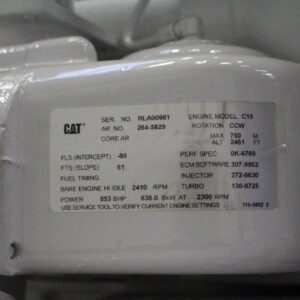 CAT
SER. NO. RLA00981 ENGINE MODEL C15
AR NO. 264-5829 ROTATION CCW
CORE AR MAX 750 M
ALT 2461 FT
FLS (INTERCEPT) -80 PERF SPEC 0K-6769
FTS (SLOPE) 61 ECM SOFTWARE 307-9962
FUEL TIMING INJECTOR 272-0630
BARE ENGINE HI IDLE 2410 RPM TURBO 130-9725
POWER 853 BHP 636.0 BkW AT 2300 RPM
USE SERVICE TOOL TO VERIFY CURRENT ENGINE SETTINGS